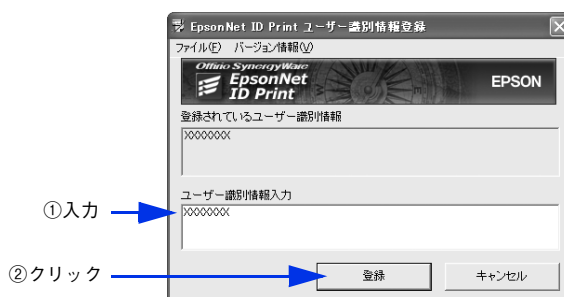 EpsonNet ID Print ユーザー識別情報登録
ファイル(F) バージョン情報(V)
Offirio SynergyWare
EpsonNet
ID Print
EPSON
登録されているユーザー識別情報
XXXXXXX
ユーザー識別情報入力
①入力
XXXXXXX
②クリック
登録
キャンセル